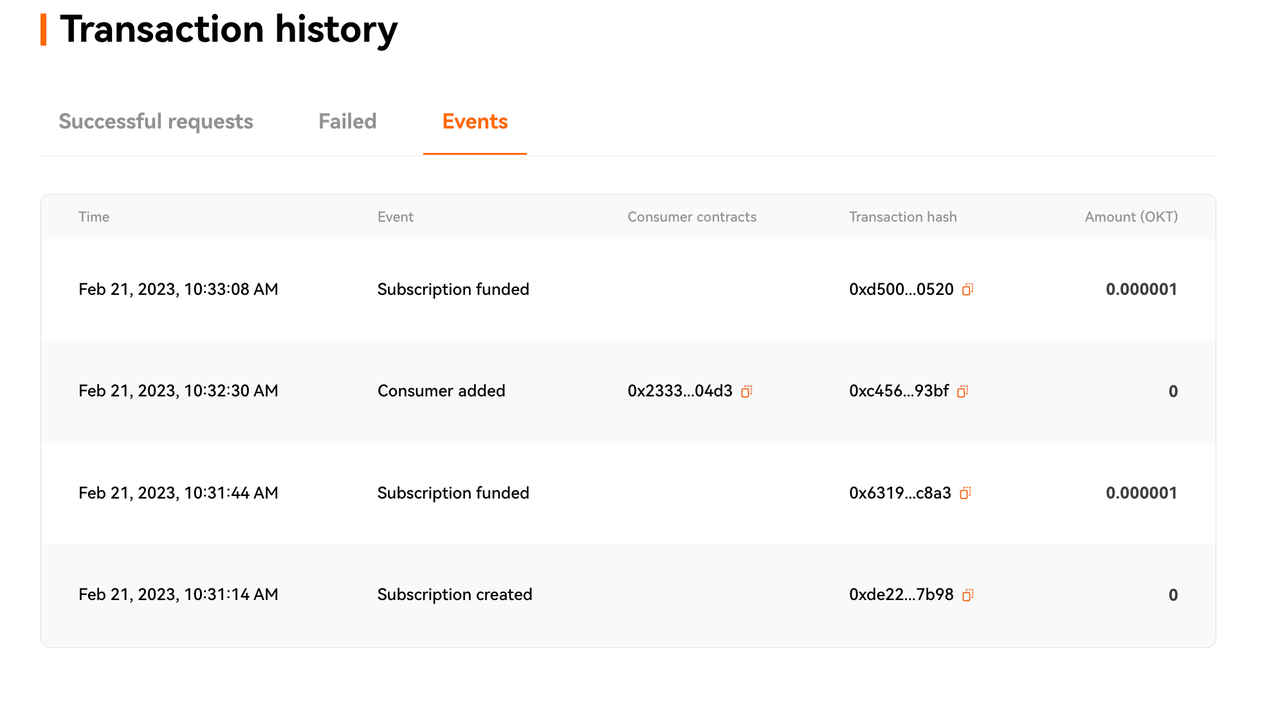 Transaction history
Successful requests Failed Events
Time Event Consumer contracts Transaction hash Amount (OKT)
Feb 21, 2023, 10:33:08 AM Subscription funded 0xd500...0520 0.000001
Feb 21, 2023, 10:32:30 AM Consumer added 0x2333...04d3 0xc456...93bf 0
Feb 21, 2023, 10:31:44 AM Subscription funded 0x6319...c8a3 0.000001
Feb 21, 2023, 10:31:14 AM Subscription created 0xde22...7b98 0